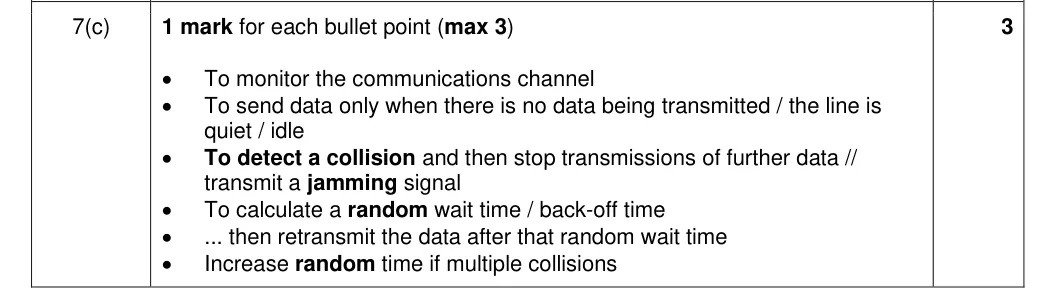 7(c) 1 mark for each bullet point (max 3) 3
• To monitor the communications channel
• To send data only when there is no data being transmitted / the line is
quiet / idle
• To detect a collision and then stop transmissions of further data //
transmit a jamming signal
• To calculate a random wait time / back-off time
• ... then retransmit the data after that random wait time
• Increase random time if multiple collisions